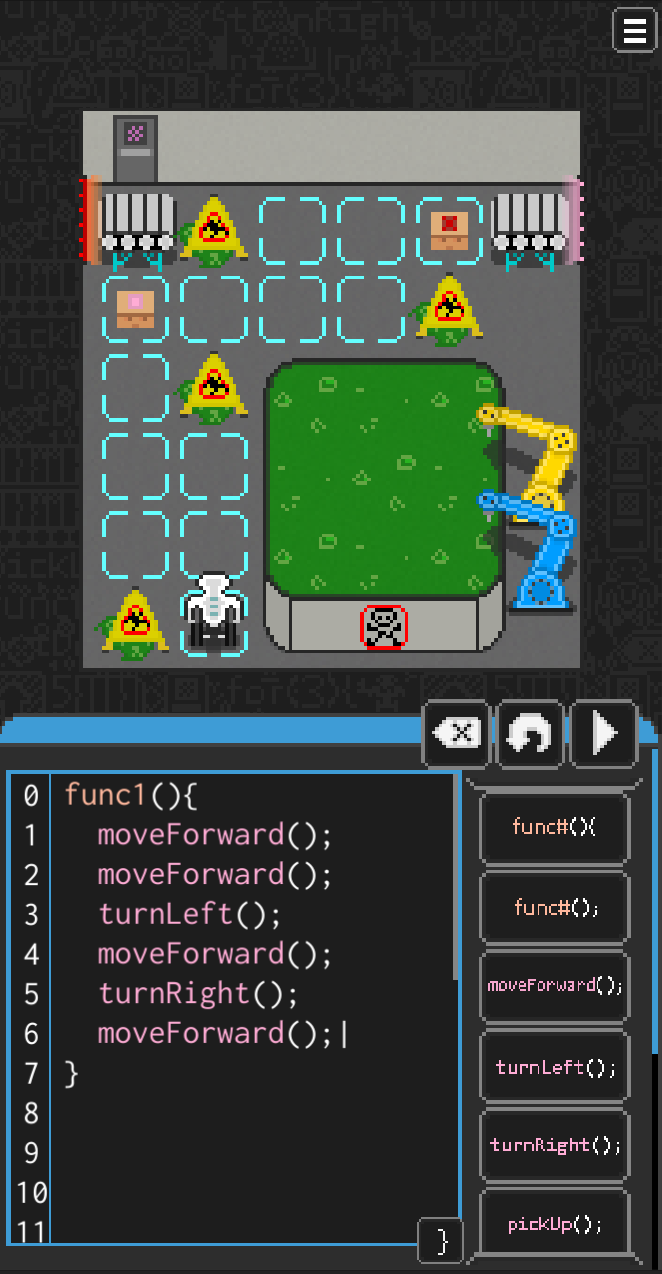 0 func1(){
1   moveForward();
2   moveForward();
3   turnLeft();
4   moveForward();
5   turnRight();
6   moveForward();|
7 }
8
9
10
11
}
func#(){
func#();
moveForward();
turnLeft();
turnRight();
pickUp();